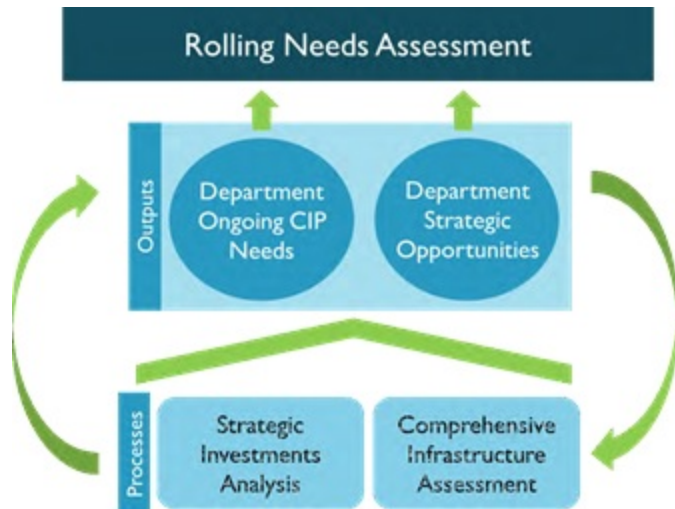 Rolling Needs Assessment
Outputs
Department
Ongoing CIP
Needs
Department
Strategic
Opportunities
Processes
Strategic
Investments
Analysis
Comprehensive
Infrastructure
Assessment